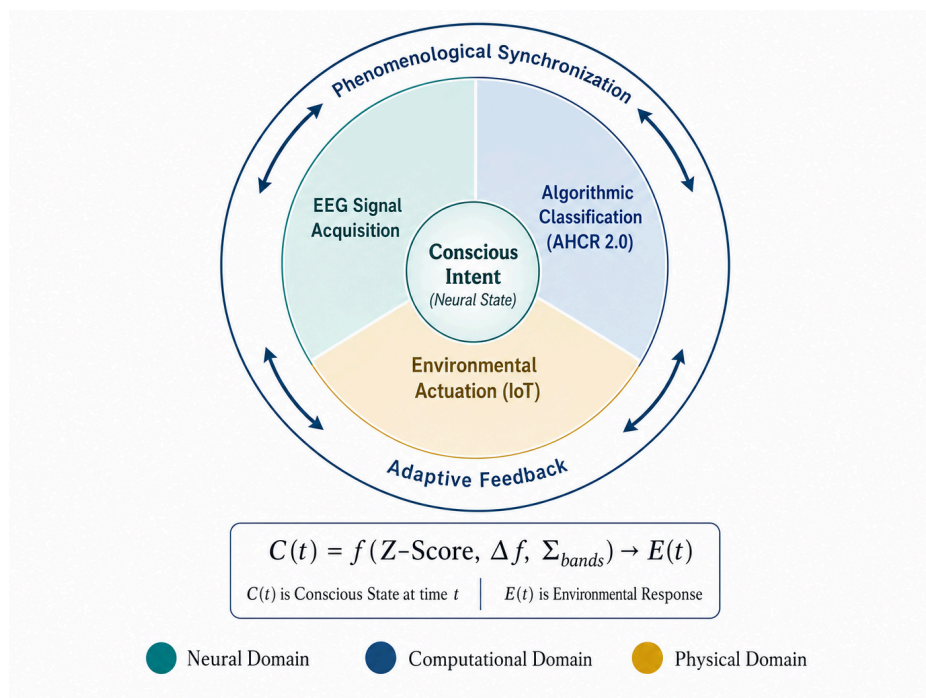 Phenomenological Synchronization
EEG Signal
Acquisition
Algorithmic
Classification
(AHCR 2.0)
Conscious
Intent
(Neural State)
Environmental
Actuation (IoT)
Adaptive Feedback
C(t) = f(Z–Score, Δf, Σbands) → E(t)
C(t) is Conscious State at time t | E(t) is Environmental Response
Neural Domain Computational Domain Physical Domain